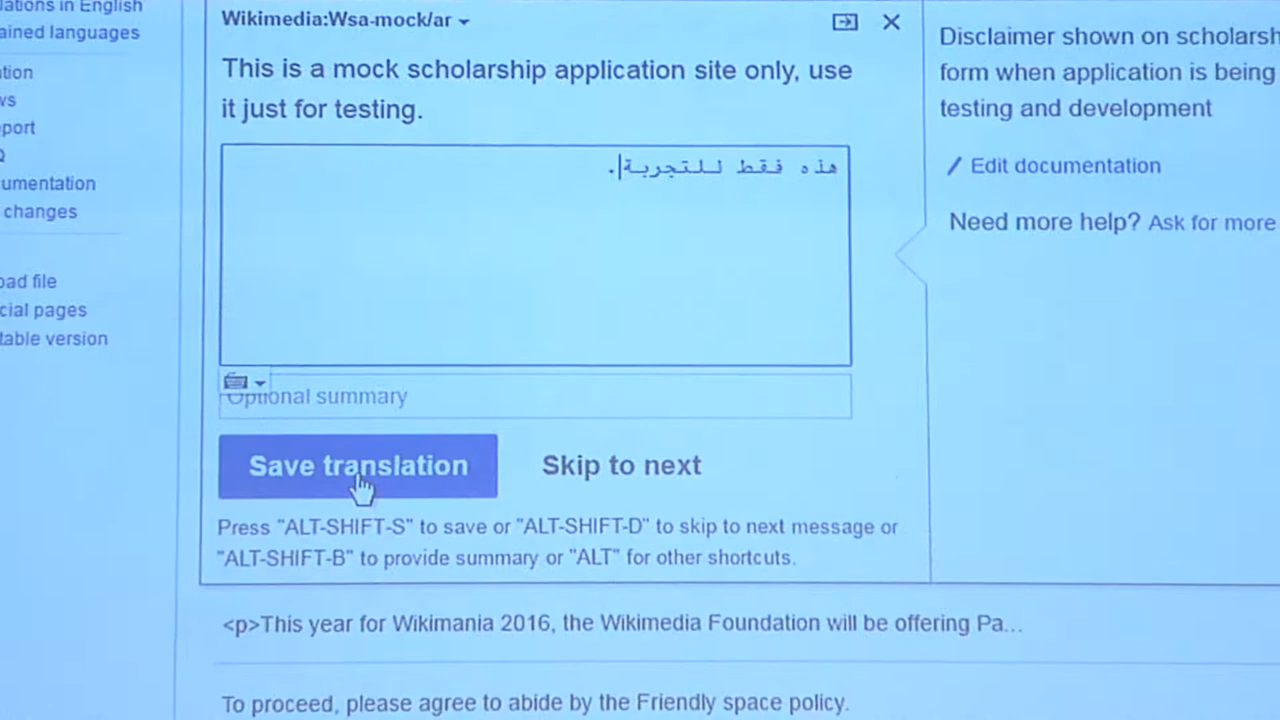 lations in English
ained languages
ation
ws
port
Q
umentation
changes
oad file
cial pages
table version
Wikimedia:Wsa-mock/ar
This is a mock scholarship application site only, use
it just for testing.
هذه فقط للتجربة.
Optional summary
Save translation
Skip to next
Press "ALT-SHIFT-S" to save or "ALT-SHIFT-D" to skip to next message or
"ALT-SHIFT-B" to provide summary or "ALT" for other shortcuts.
<p>This year for Wikimania 2016, the Wikimedia Foundation will be offering Pa...
To proceed, please agree to abide by the Friendly space policy.
Disclaimer shown on scholarsh
form when application is being
testing and development
Edit documentation
Need more help? Ask for more